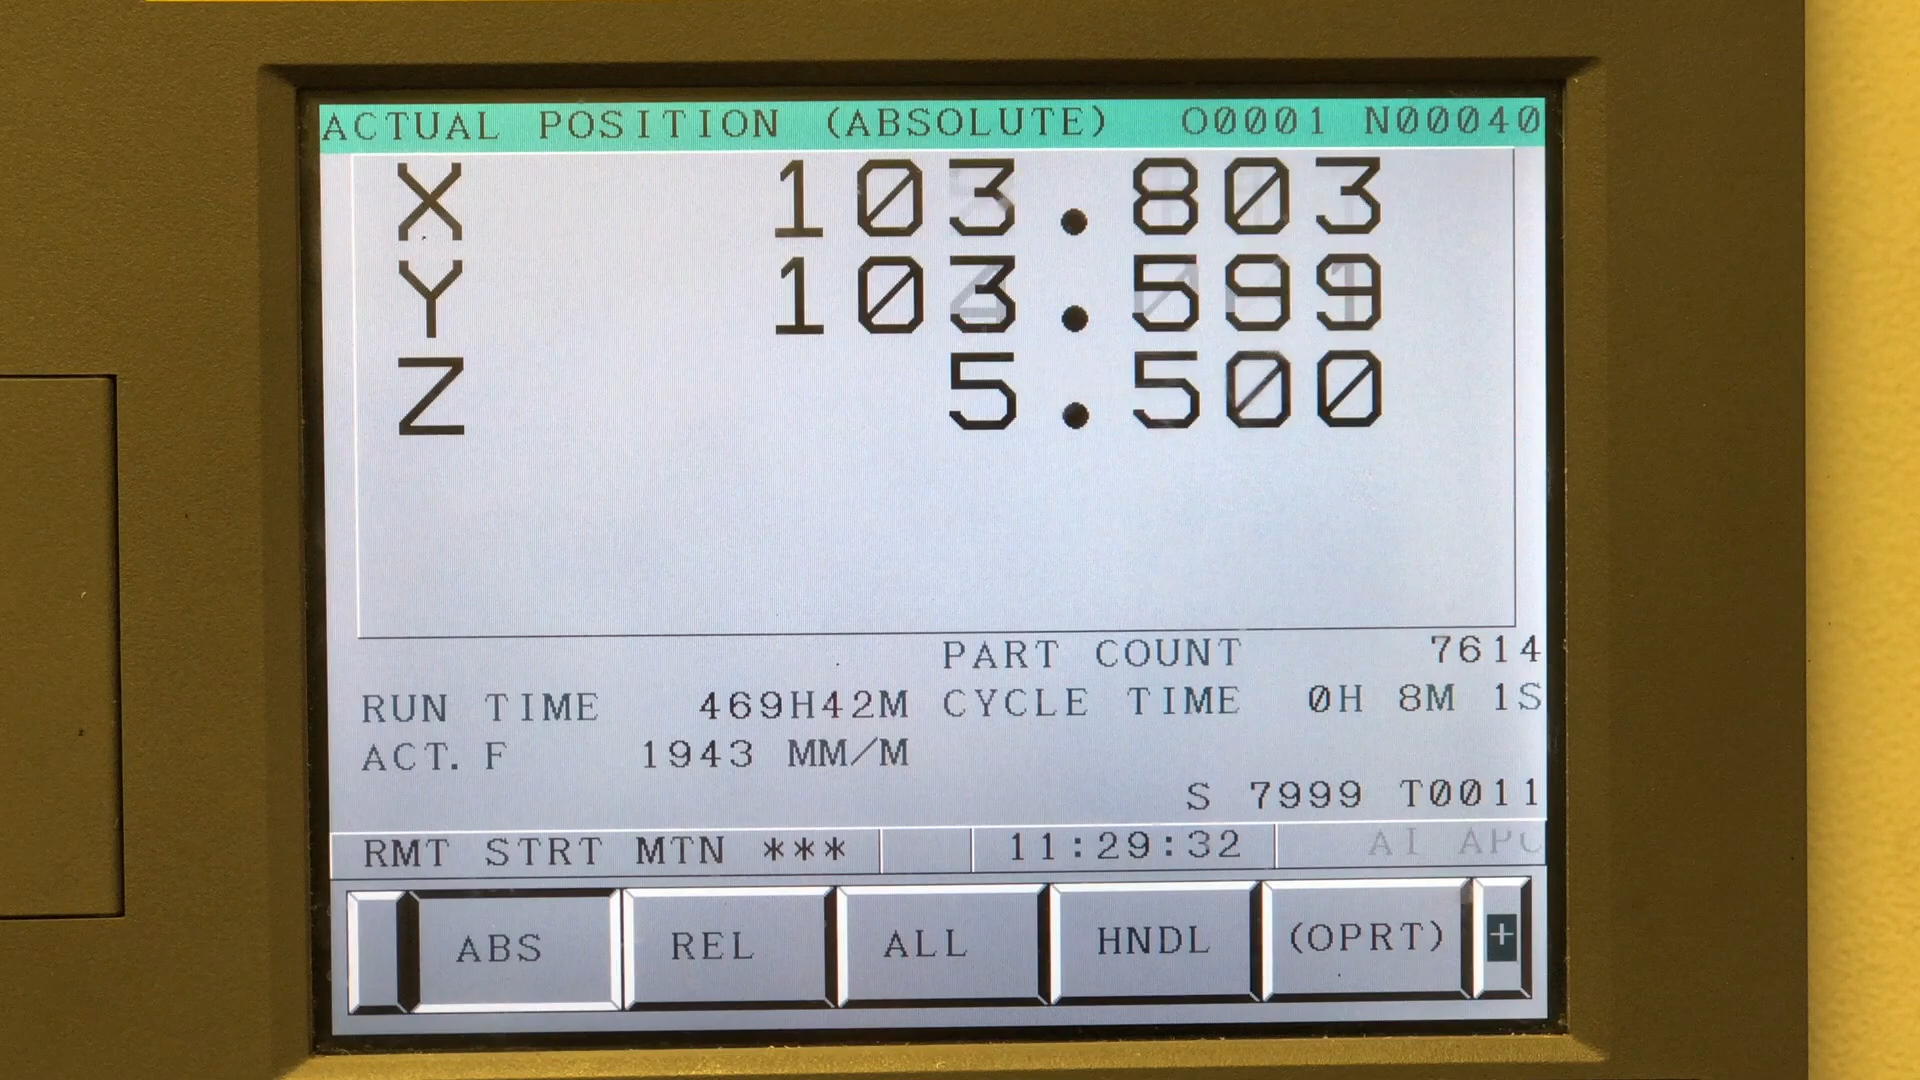 ACTUAL POSITION (ABSOLUTE) O0001 N00040
X 103.803
Y 103.599
Z 5.500
PART COUNT 7614
RUN TIME 469H42M CYCLE TIME 0H 8M 1S
ACT. F 1943 MM/M
S 7999 T0011
RMT STRT MTN *** 11:29:32 AI APC
ABS REL ALL HNDL (OPRT) +